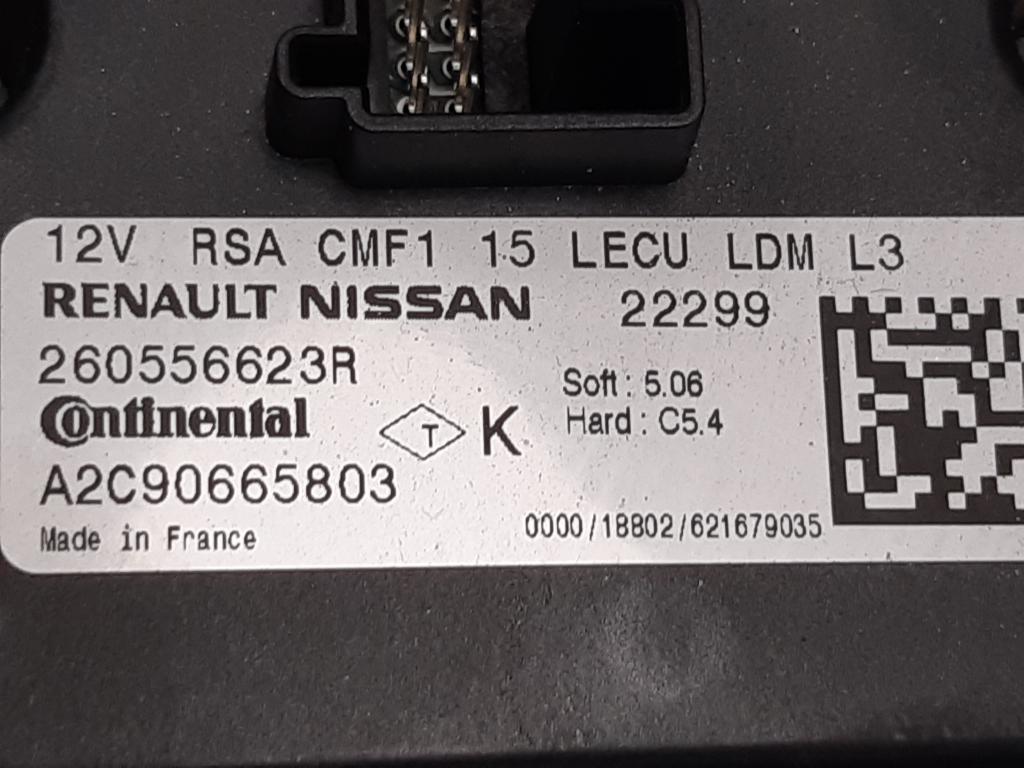 12V RSA CMF1 15 LECU LDM L3
RENAULT NISSAN 22299
260556623R
Soft : 5.06
Continental T K Hard : C5.4
A2C90665803
Made in France 0000/18802/621679035